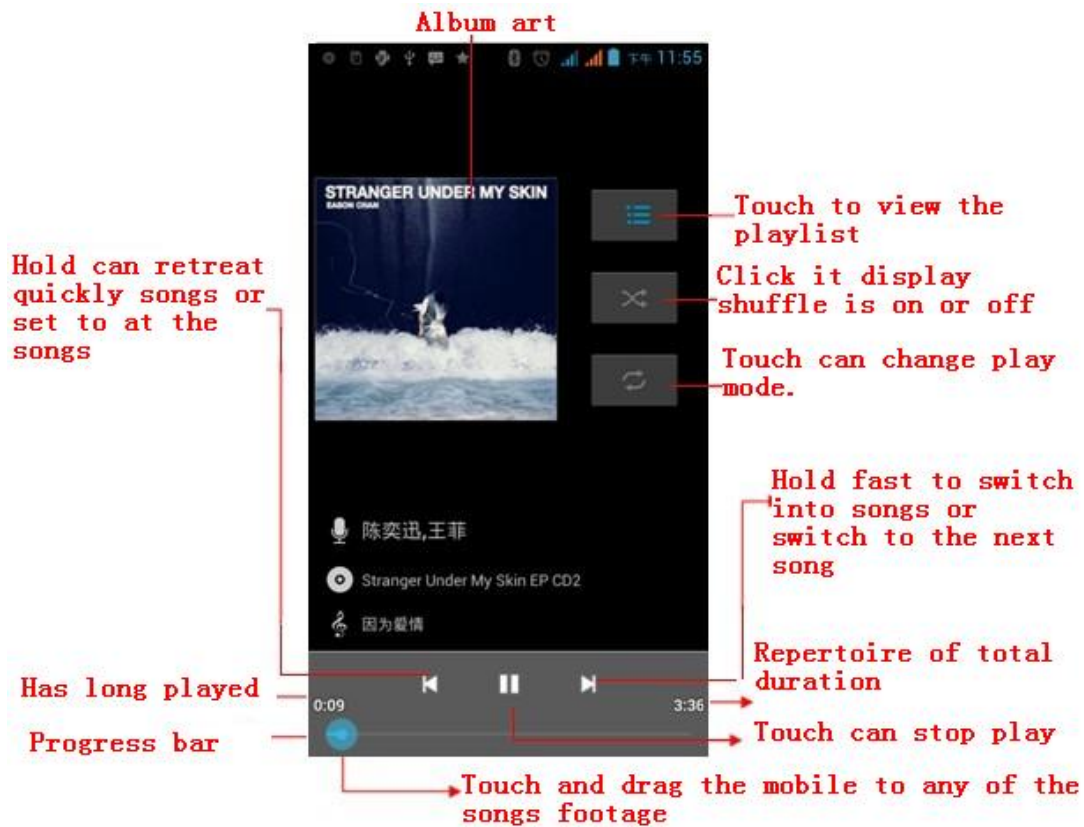 Album art
下午 11:55
STRANGER UNDER MY SKIN
EASON CHAN
Touch to view the
playlist
Hold can retreat
quickly songs or
set to at the
songs
Click it display
shuffle is on or off
Touch can change play
mode.
Hold fast to switch
into songs or
switch to the next
song
陈奕迅,王菲
Stranger Under My Skin EP CD2
因为爱情
Repertoire of total
duration
Has long played
0:09
3:36
Touch can stop play
Progress bar
Touch and drag the mobile to any of the
songs footage